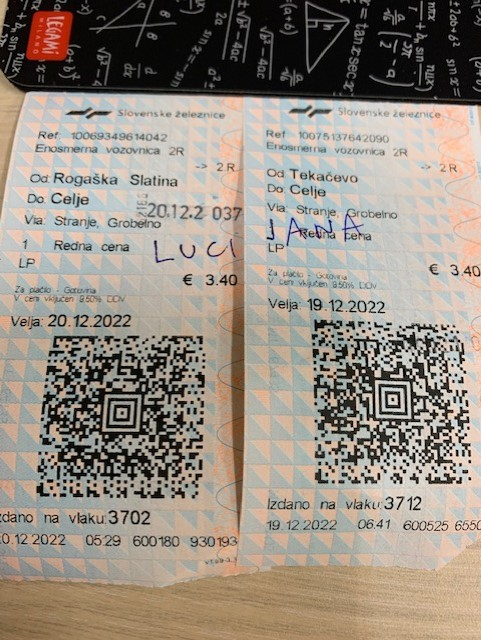 LEGAMI
MILANO
Slovenske železnice
Ref: 10069349614042
Enosmerna vozovnica 2R
-> 2.R.
Od: Rogaška Slatina
Do: Celje
20.12.2 037
Via: Stranje, Grobelno
1 Redna cena
LUCI
LP
€ 3.40
Za plačilo - Gotovina
V ceni vključen 9.50% DDV
Velja: 20.12.2022
Izdano na vlaku: 3702
20.12.2022 05:29 600180 930193
Slovenske železnice
Ref: 10075137642090
Enosmerna vozovnica 2R
-> 2R
Od Tekačevo
Do: Celje
Via: Stranje, Grobelno
JANA
Redna cena
LP
€ 3.40
Za plačilo - Gotovina
V ceni vključen 9.50% DDV
Velja: 19.12.2022
Izdano na vlaku: 3712
19.12.2022 06:41 600525 6550